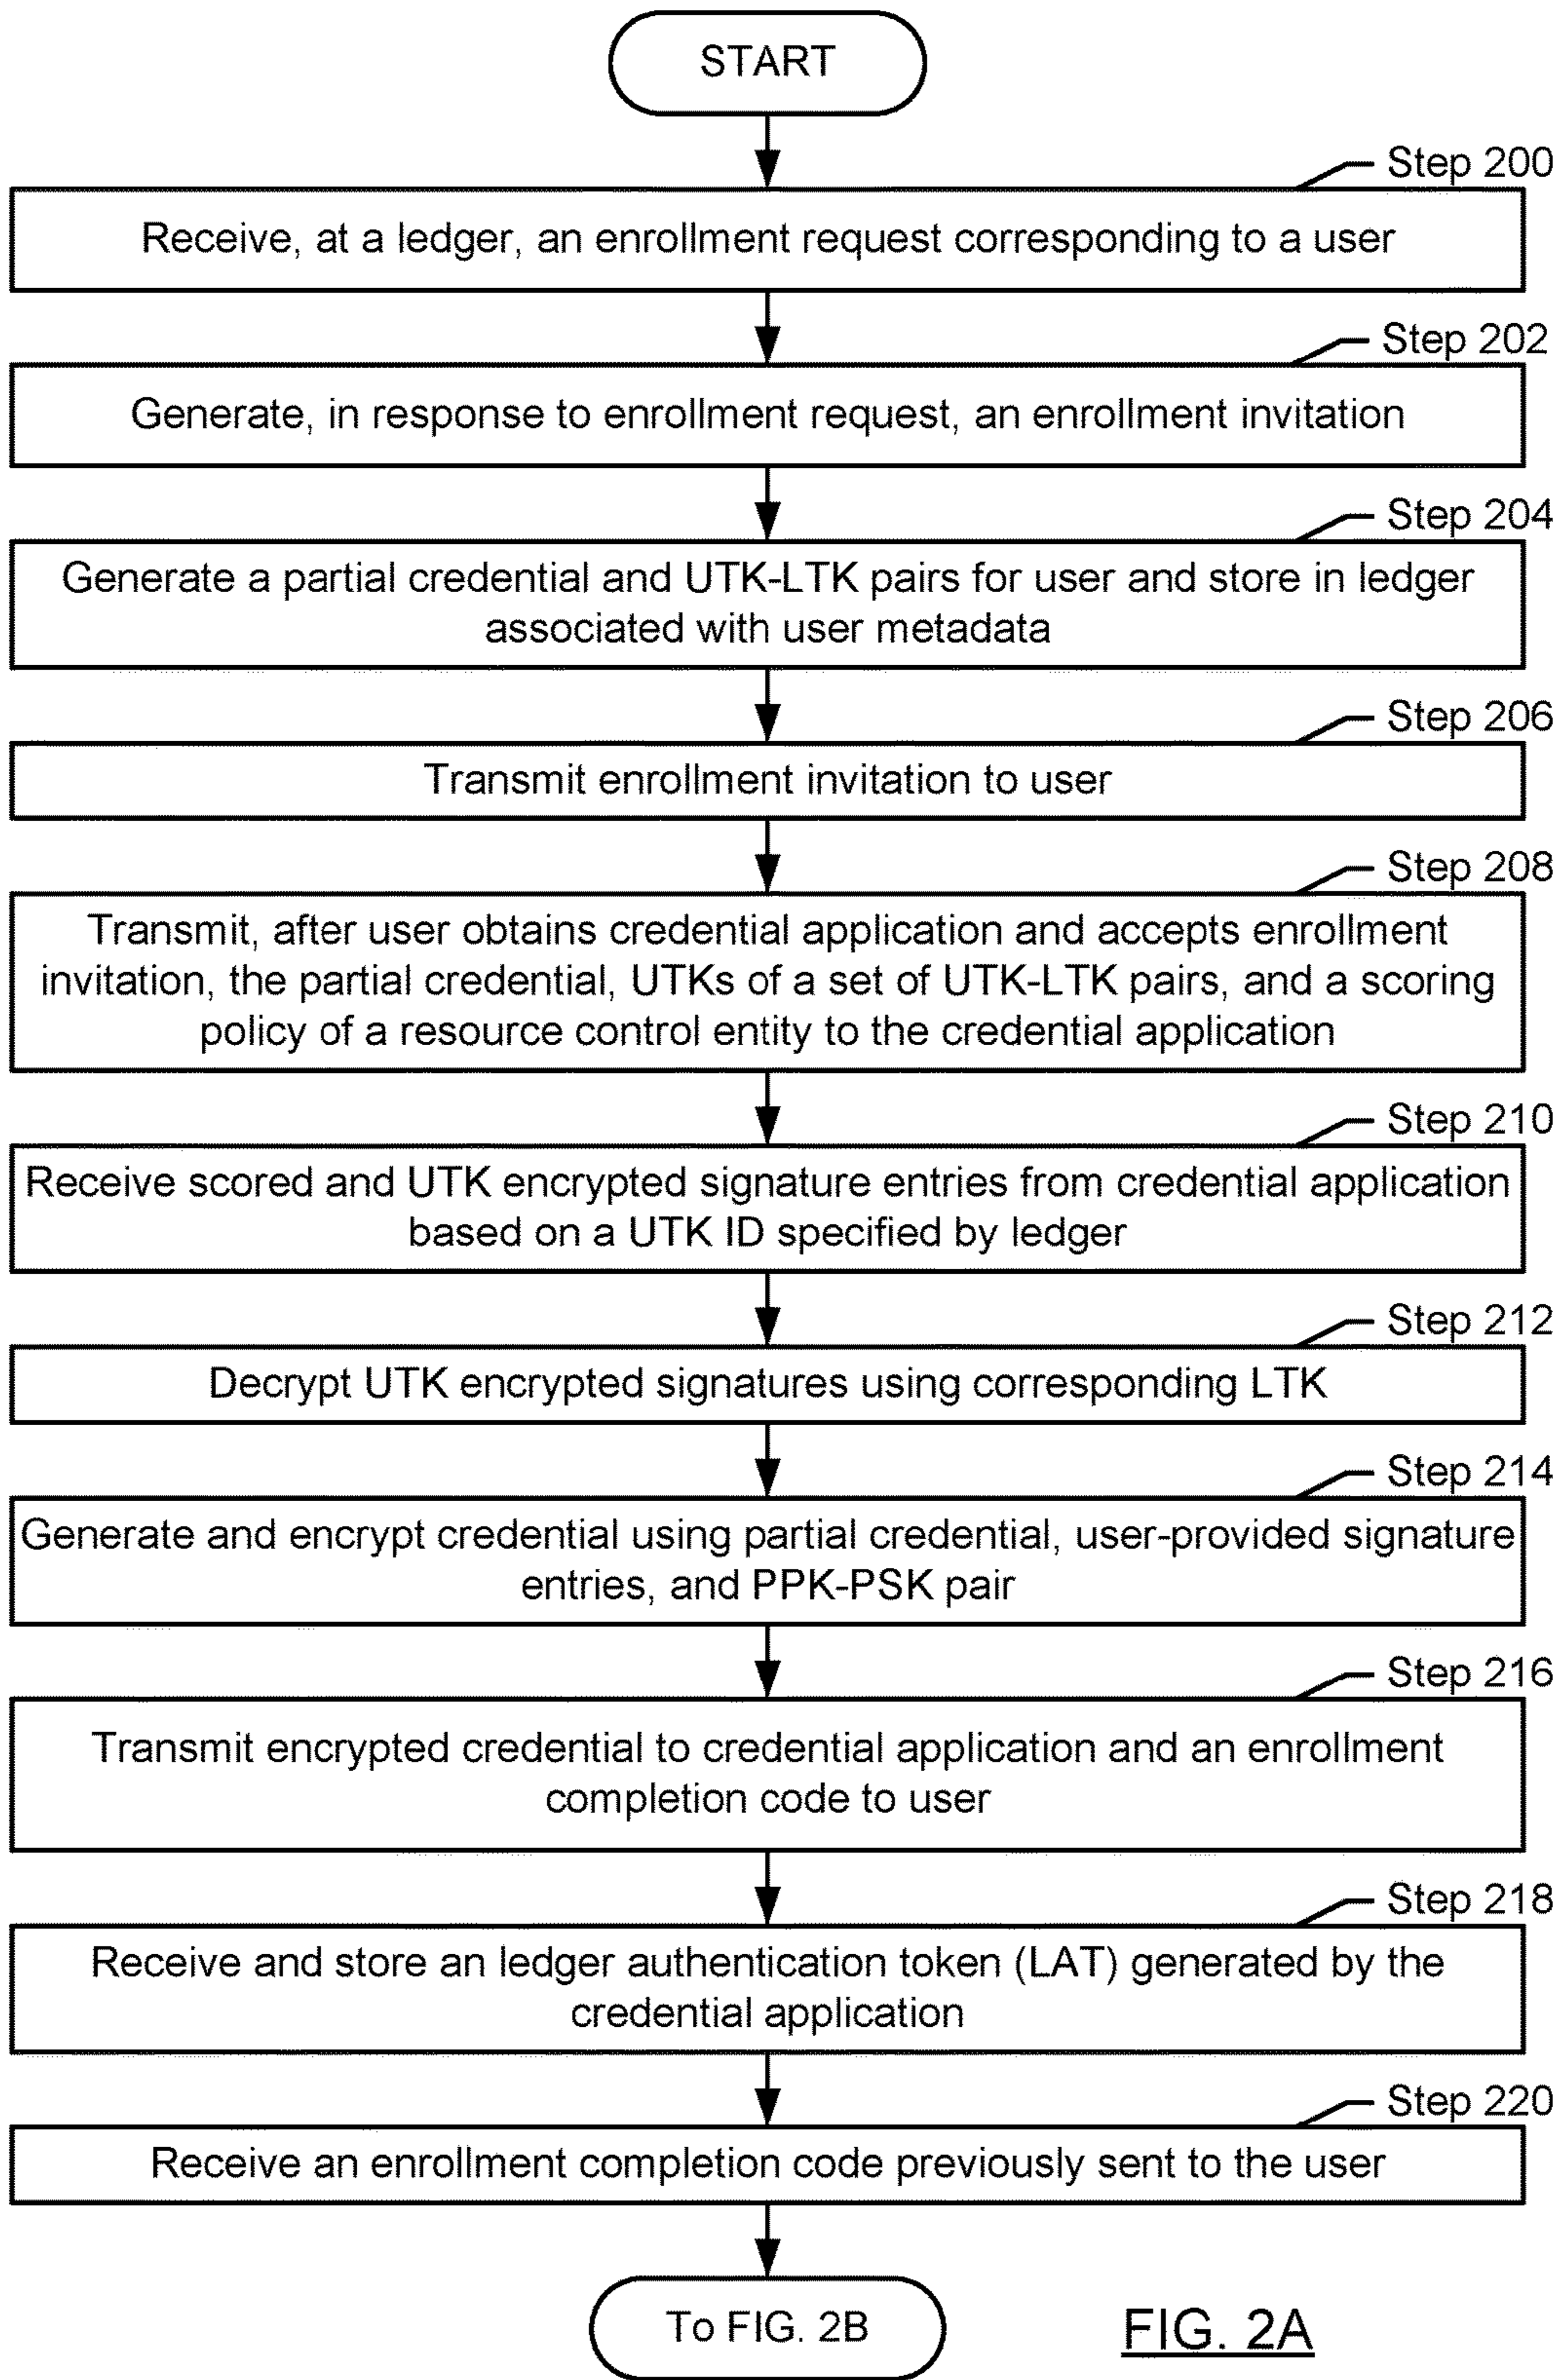 START
Step 200
Receive, at a ledger, an enrollment request corresponding to a user
Step 202
Generate, in response to enrollment request, an enrollment invitation
Step 204
Generate a partial credential and UTK-LTK pairs for user and store in ledger
associated with user metadata
Step 206
Transmit enrollment invitation to user
Step 208
Transmit, after user obtains credential application and accepts enrollment
invitation, the partial credential, UTKs of a set of UTK-LTK pairs, and a scoring
policy of a resource control entity to the credential application
Step 210
Receive scored and UTK encrypted signature entries from credential application
based on a UTK ID specified by ledger
Step 212
Decrypt UTK encrypted signatures using corresponding LTK
Step 214
Generate and encrypt credential using partial credential, user-provided signature
entries, and PPK-PSK pair
Step 216
Transmit encrypted credential to credential application and an enrollment
completion code to user
Step 218
Receive and store an ledger authentication token (LAT) generated by the
credential application
Step 220
Receive an enrollment completion code previously sent to the user
To FIG. 2B
FIG. 2A